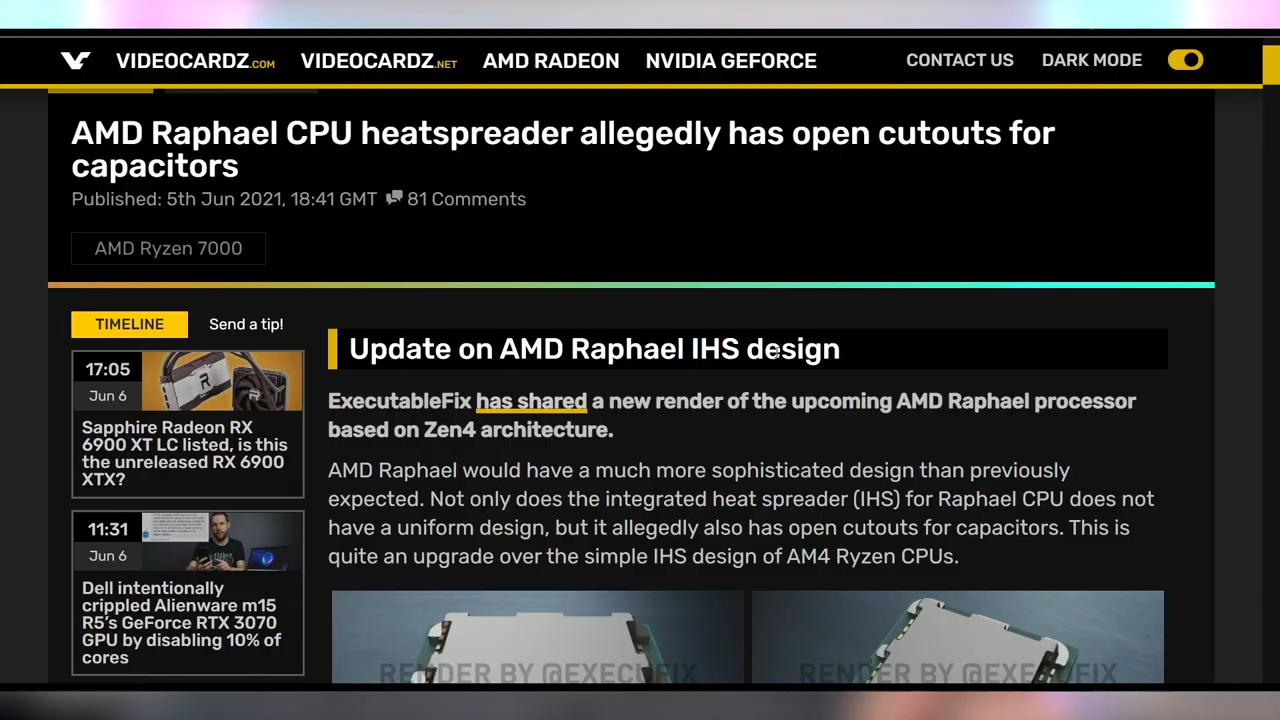 VIDEOCARDZ.COM VIDEOCARDZ.NET AMD RADEON NVIDIA GEFORCE CONTACT US DARK MODE
AMD Raphael CPU heatspreader allegedly has open cutouts for
capacitors
Published: 5th Jun 2021, 18:41 GMT 81 Comments
AMD Ryzen 7000
TIMELINE Send a tip!
17:05
Jun 6
Sapphire Radeon RX
6900 XT LC listed, is this
the unreleased RX 6900
XTX?
11:31
Jun 6
Dell intentionally
crippled Alienware m15
R5's GeForce RTX 3070
GPU by disabling 10% of
cores
Update on AMD Raphael IHS design
ExecutableFix has shared a new render of the upcoming AMD Raphael processor
based on Zen4 architecture.
AMD Raphael would have a much more sophisticated design than previously
expected. Not only does the integrated heat spreader (IHS) for Raphael CPU does not
have a uniform design, but it allegedly also has open cutouts for capacitors. This is
quite an upgrade over the simple IHS design of AM4 Ryzen CPUs.
RENDER BY @EXECUFIX
RENDER BY @EXECUFIX